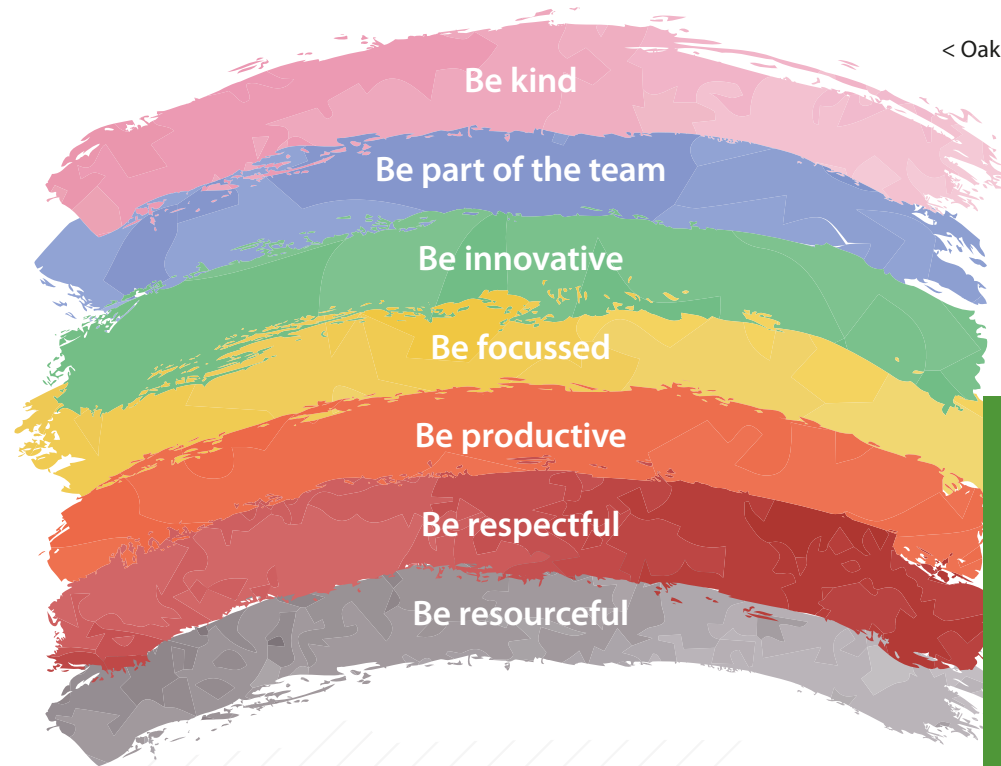 < Oak
Be kind
Be part of the team
Be innovative
Be focussed
Be productive
Be respectful
Be resourceful